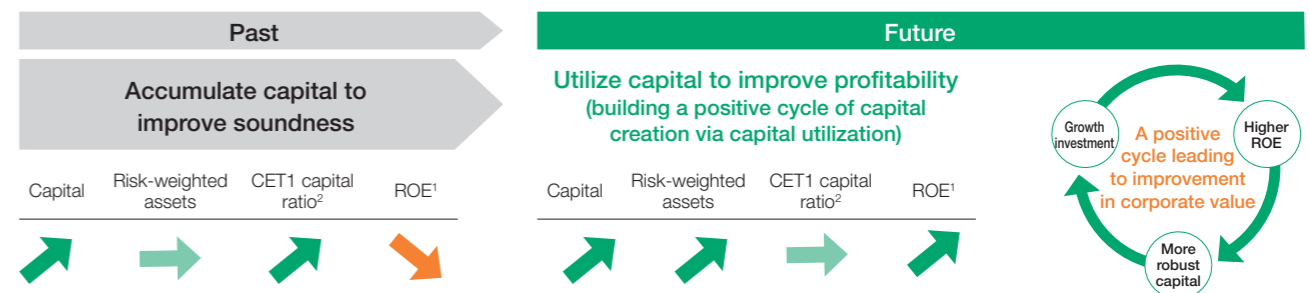 Past
Accumulate capital to
improve soundness
Capital
Risk-weighted
assets
CET1 capital
ratio²
ROE¹
Future
Utilize capital to improve profitability
(building a positive cycle of capital
creation via capital utilization)
Capital
Risk-weighted
assets
CET1 capital
ratio²
ROE¹
Growth
investment
A positive
cycle leading
to improvement
in corporate value
Higher
ROE
More
robust
capital